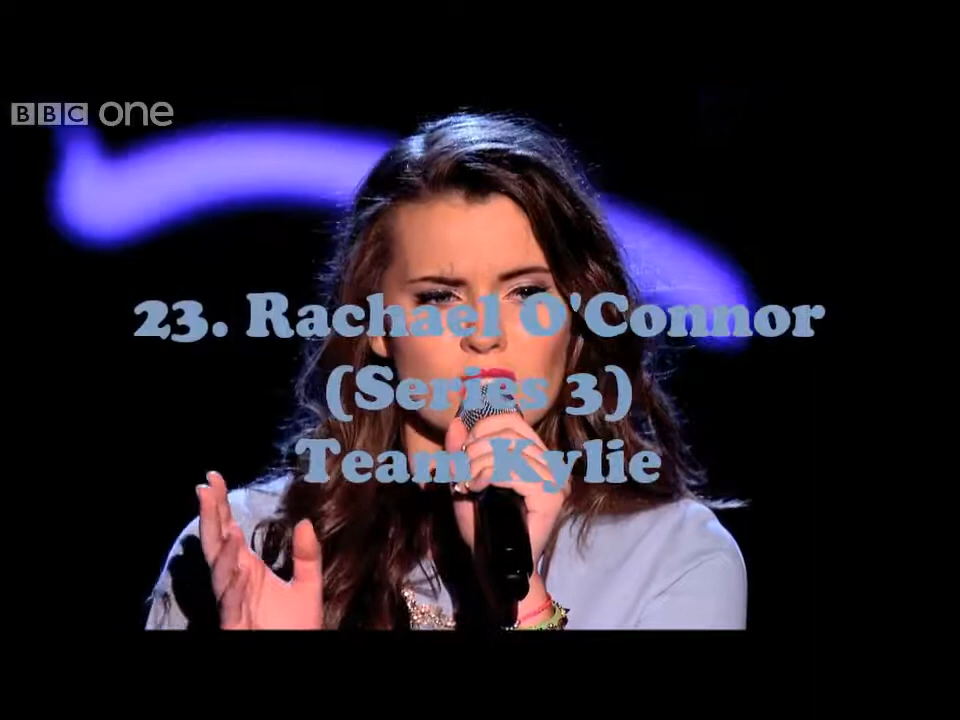 BBC one
23. Rachael O'Connor
(Series 3)
Team Kylie